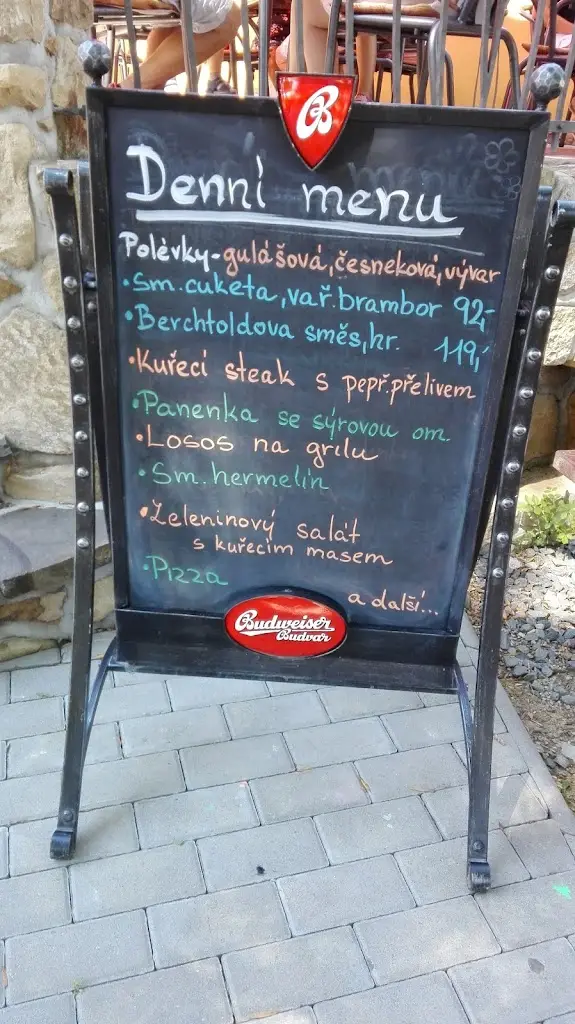 B
Denní menu
Polévky - gulášová, česneková, vývar
• Sm. cuketa, vař. brambor 92,-
• Berchtoldova směs, hr. 119,-
• Kuřecí steak s pepř. přelivem
• Panenka se sýrovou om.
• Losos na grilu
• Sm. hermelín
• Zeleninový salát
s kuřecím masem
• Pizza
a další...
Budweiser
Budvar